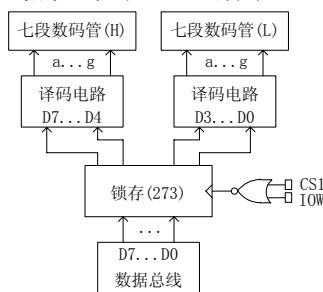 七段数码管(H) 七段数码管(L)
a...g a...g
译码电路 译码电路
D7...D4 D3...D0
锁存(273)
CS1
IOW
...
D7...D0
数据总线